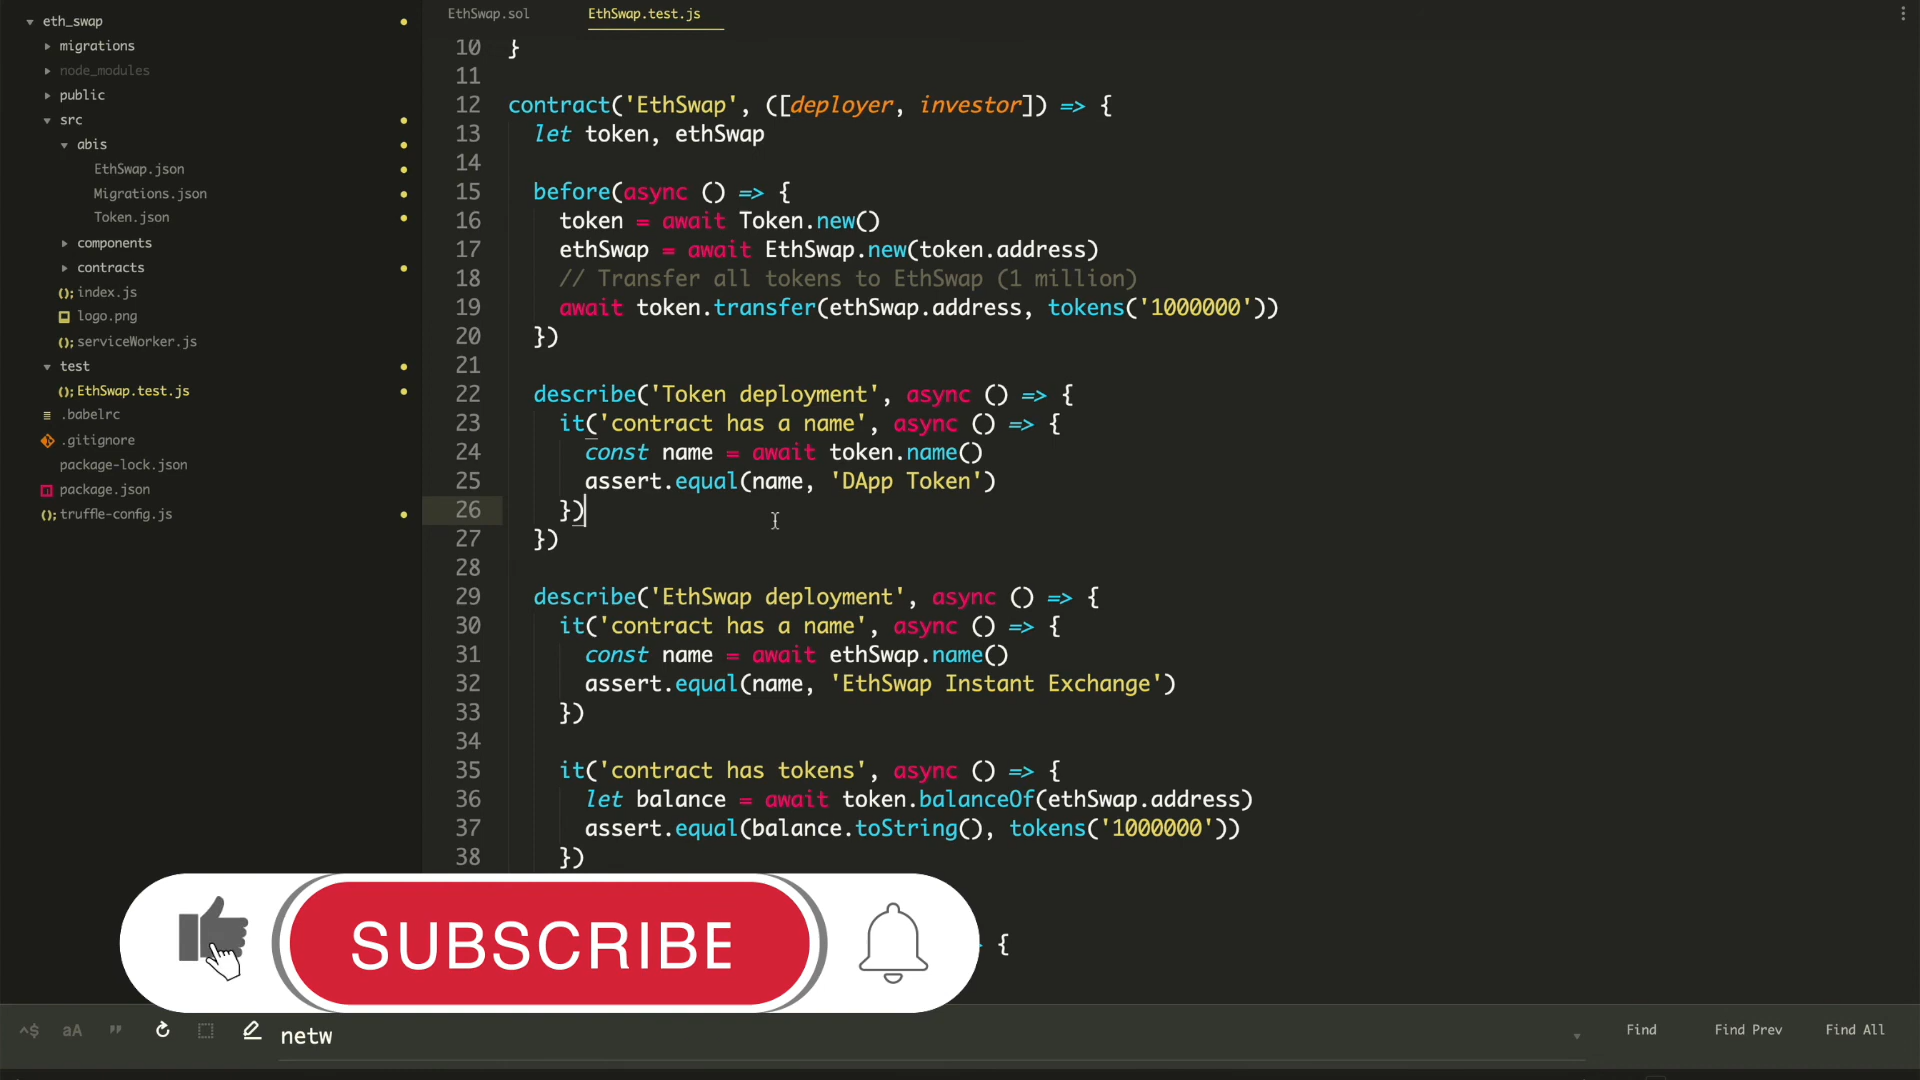 eth_swap
migrations
node_modules
public
src
abis
EthSwap.json
Migrations.json
Token.json
components
contracts
index.js
logo.png
serviceWorker.js
test
EthSwap.test.js
.babelrc
.gitignore
package-lock.json
package.json
truffle-config.js
EthSwap.sol EthSwap.test.js
10 }
11
12 contract('EthSwap', ([deployer, investor]) => {
13 let token, ethSwap
14
15 before(async () => {
16 token = await Token.new()
17 ethSwap = await EthSwap.new(token.address)
18 // Transfer all tokens to EthSwap (1 million)
19 await token.transfer(ethSwap.address, tokens('1000000'))
20 })
21
22 describe('Token deployment', async () => {
23 it('contract has a name', async () => {
24 const name = await token.name()
25 assert.equal(name, 'DApp Token')
26 })
27 })
28
29 describe('EthSwap deployment', async () => {
30 it('contract has a name', async () => {
31 const name = await ethSwap.name()
32 assert.equal(name, 'EthSwap Instant Exchange')
33 })
34
35 it('contract has tokens', async () => {
36 let balance = await token.balanceOf(ethSwap.address)
37 assert.equal(balance.toString(), tokens('1000000'))
38 })
{
SUBSCRIBE
netw
Find Find Prev Find All